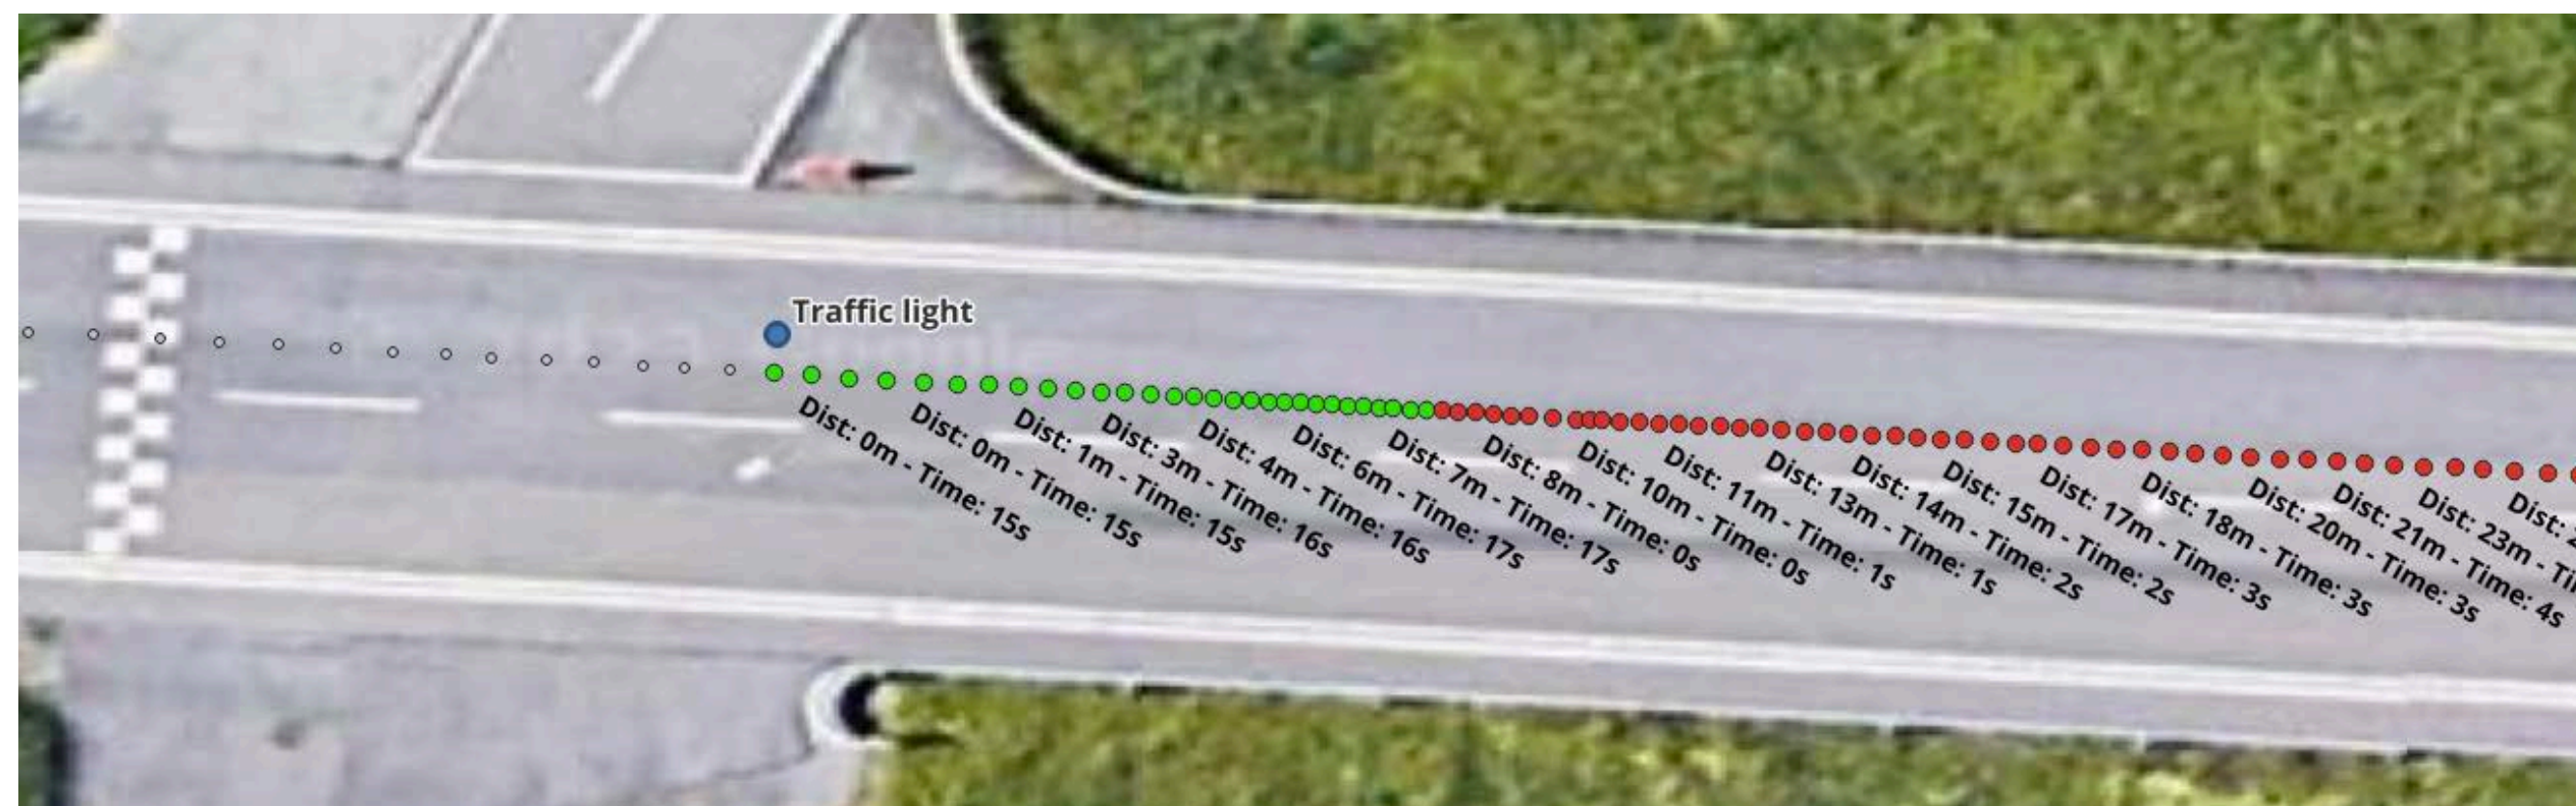 Traffic light
Dist: 0m - Time: 15s
Dist: 0m - Time: 15s
Dist: 1m - Time: 15s
Dist: 3m - Time: 16s
Dist: 4m - Time: 16s
Dist: 6m - Time: 17s
Dist: 7m - Time: 17s
Dist: 8m - Time: 0s
Dist: 10m - Time: 0s
Dist: 11m - Time: 1s
Dist: 13m - Time: 1s
Dist: 14m - Time: 2s
Dist: 15m - Time: 2s
Dist: 17m - Time: 3s
Dist: 18m - Time: 3s
Dist: 20m - Time: 3s
Dist: 21m - Time: 4s
Dist: 23m -
Dist: